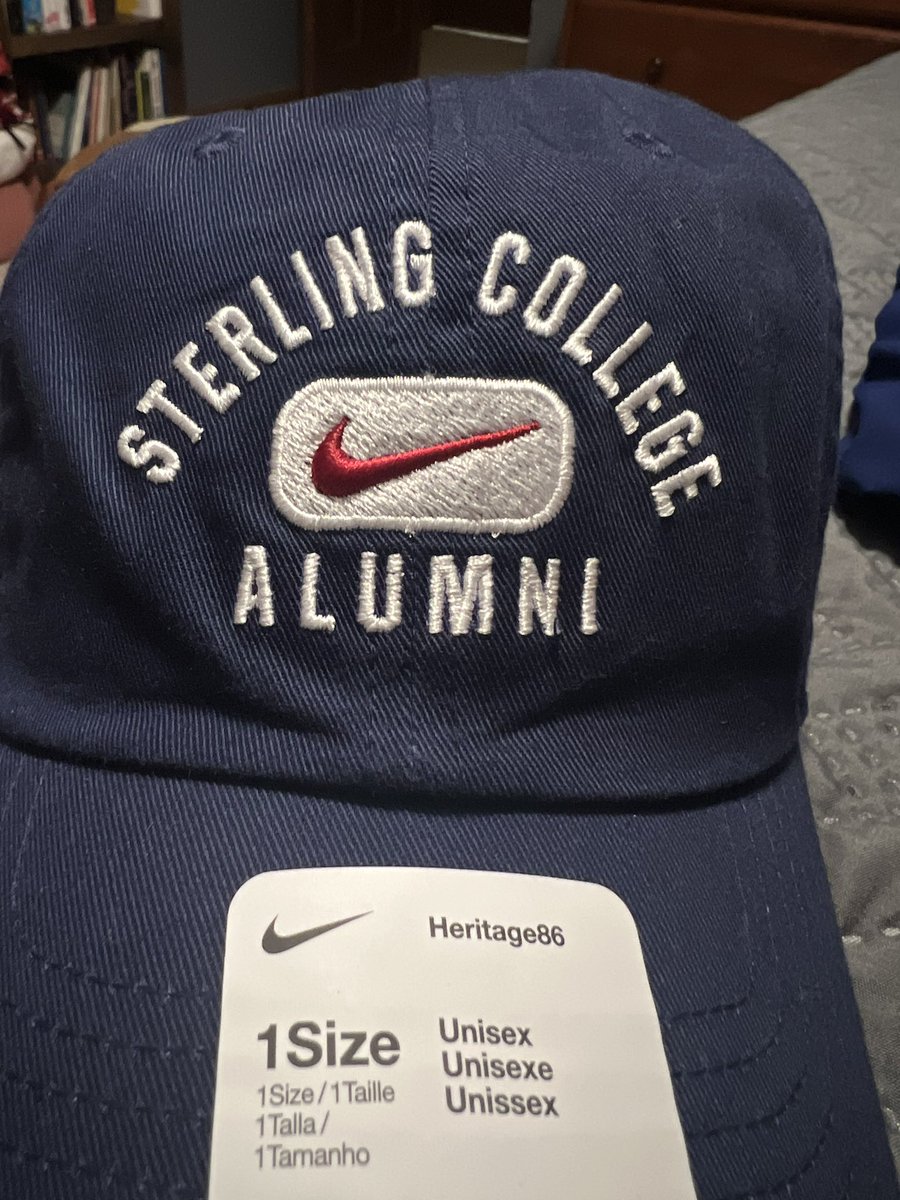 STERLING COLLEGE
ALUMNI
Heritage86
1Size
1Size / 1Taille
1Talla /
1Tamanho
Unisex
Unisexe
Unissex